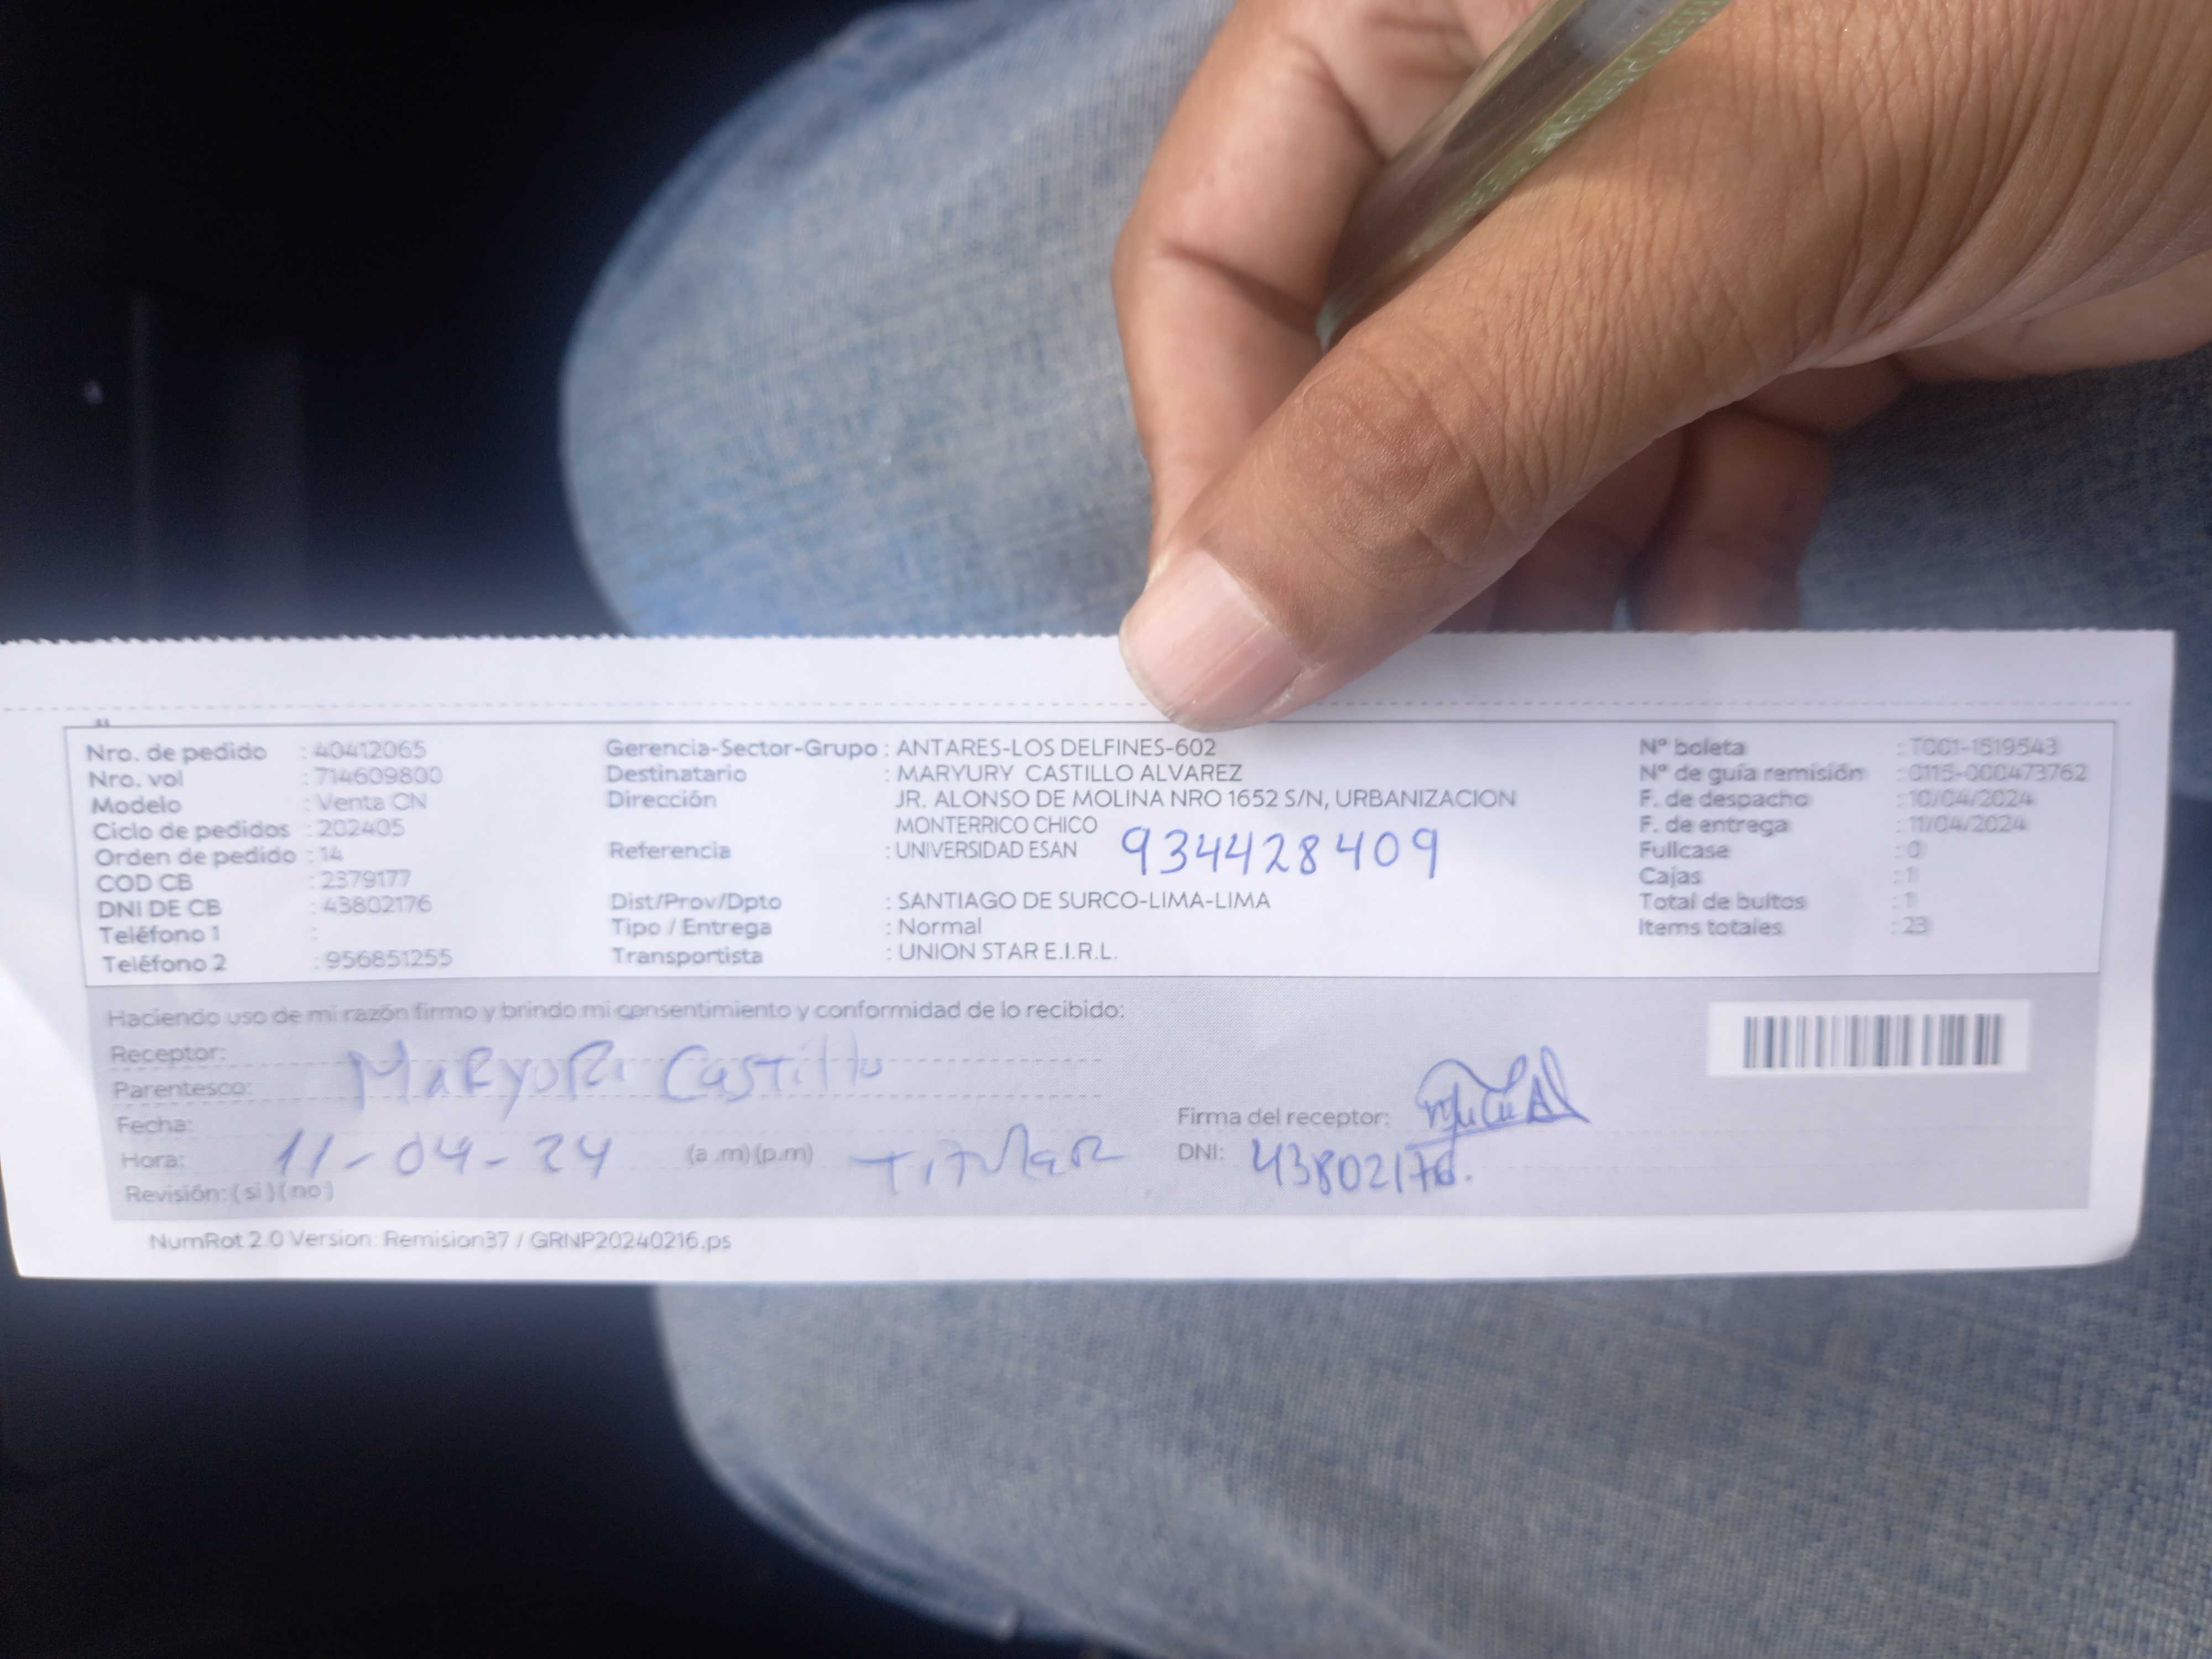 Nro. de pedido : 40412065
Nro. vol : 714609800
Modelo : Venta CN
Ciclo de pedidos : 202405
Orden de pedido : 14
COD CB : 2379177
DNI DE CB : 43802176
Teléfono 1 :
Teléfono 2 : 956851255
Gerencia-Sector-Grupo : ANTARES-LOS DELFINES-602
Destinatario : MARYURY CASTILLO ALVAREZ
Dirección JR. ALONSO DE MOLINA NRO 1652 S/N, URBANIZACION
MONTERRICO CHICO
Referencia : UNIVERSIDAD ESAN
934428409
Dist/Prov/Dpto : SANTIAGO DE SURCO-LIMA-LIMA
Tipo / Entrega : Normal
Transportista : UNION STAR E.I.R.L.
Nº boleta : T001-1519543
Nº de guía remisión : 0115-000473762
F. de despacho : 10/04/2024
F. de entrega : 11/04/2024
Fullcase : 0
Cajas : 1
Total de bultos : 1
Items totales : 23
Haciendo uso de mi razón firmo y brindo mi consentimiento y conformidad de lo recibido:
Receptor:
MaRyoRi Castillo
Parentesco:
Fecha:
Hora: 11-04-24 (a .m) (p.m) TiTulaR
Revisión: ( si ) ( no )
Firma del receptor:
DNI: 43802176.
NumRot 2.0 Version: Remision37 / GRNP20240216.ps